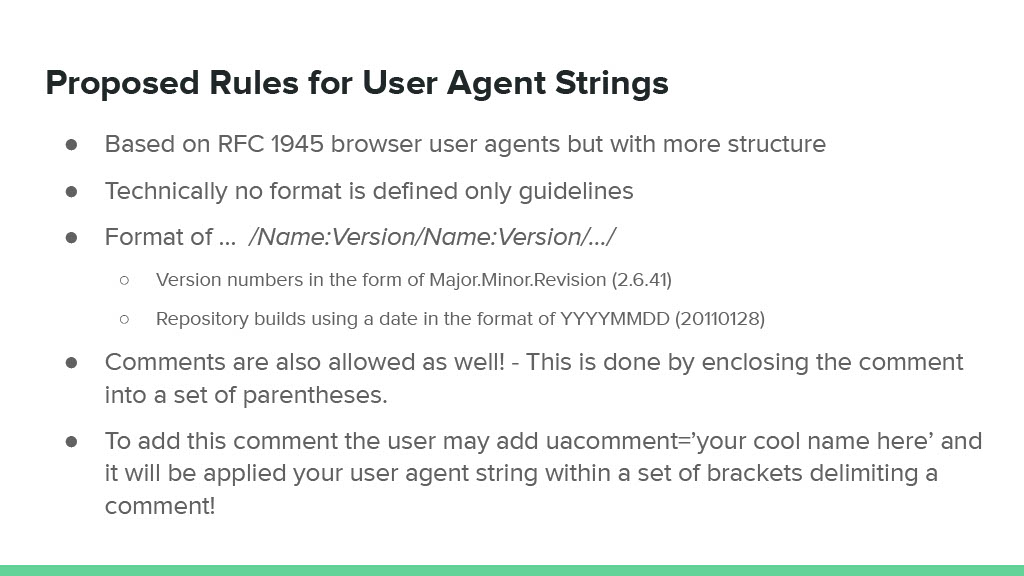 Proposed Rules for User Agent Strings
● Based on RFC 1945 browser user agents but with more structure
● Technically no format is defined only guidelines
● Format of ... /Name:Version/Name:Version/.../
○ Version numbers in the form of Major.Minor.Revision (2.6.41)
○ Repository builds using a date in the format of YYYYMMDD (20110128)
● Comments are also allowed as well! - This is done by enclosing the comment
into a set of parentheses.
● To add this comment the user may add uacomment=’your cool name here’ and
it will be applied your user agent string within a set of brackets delimiting a
comment!